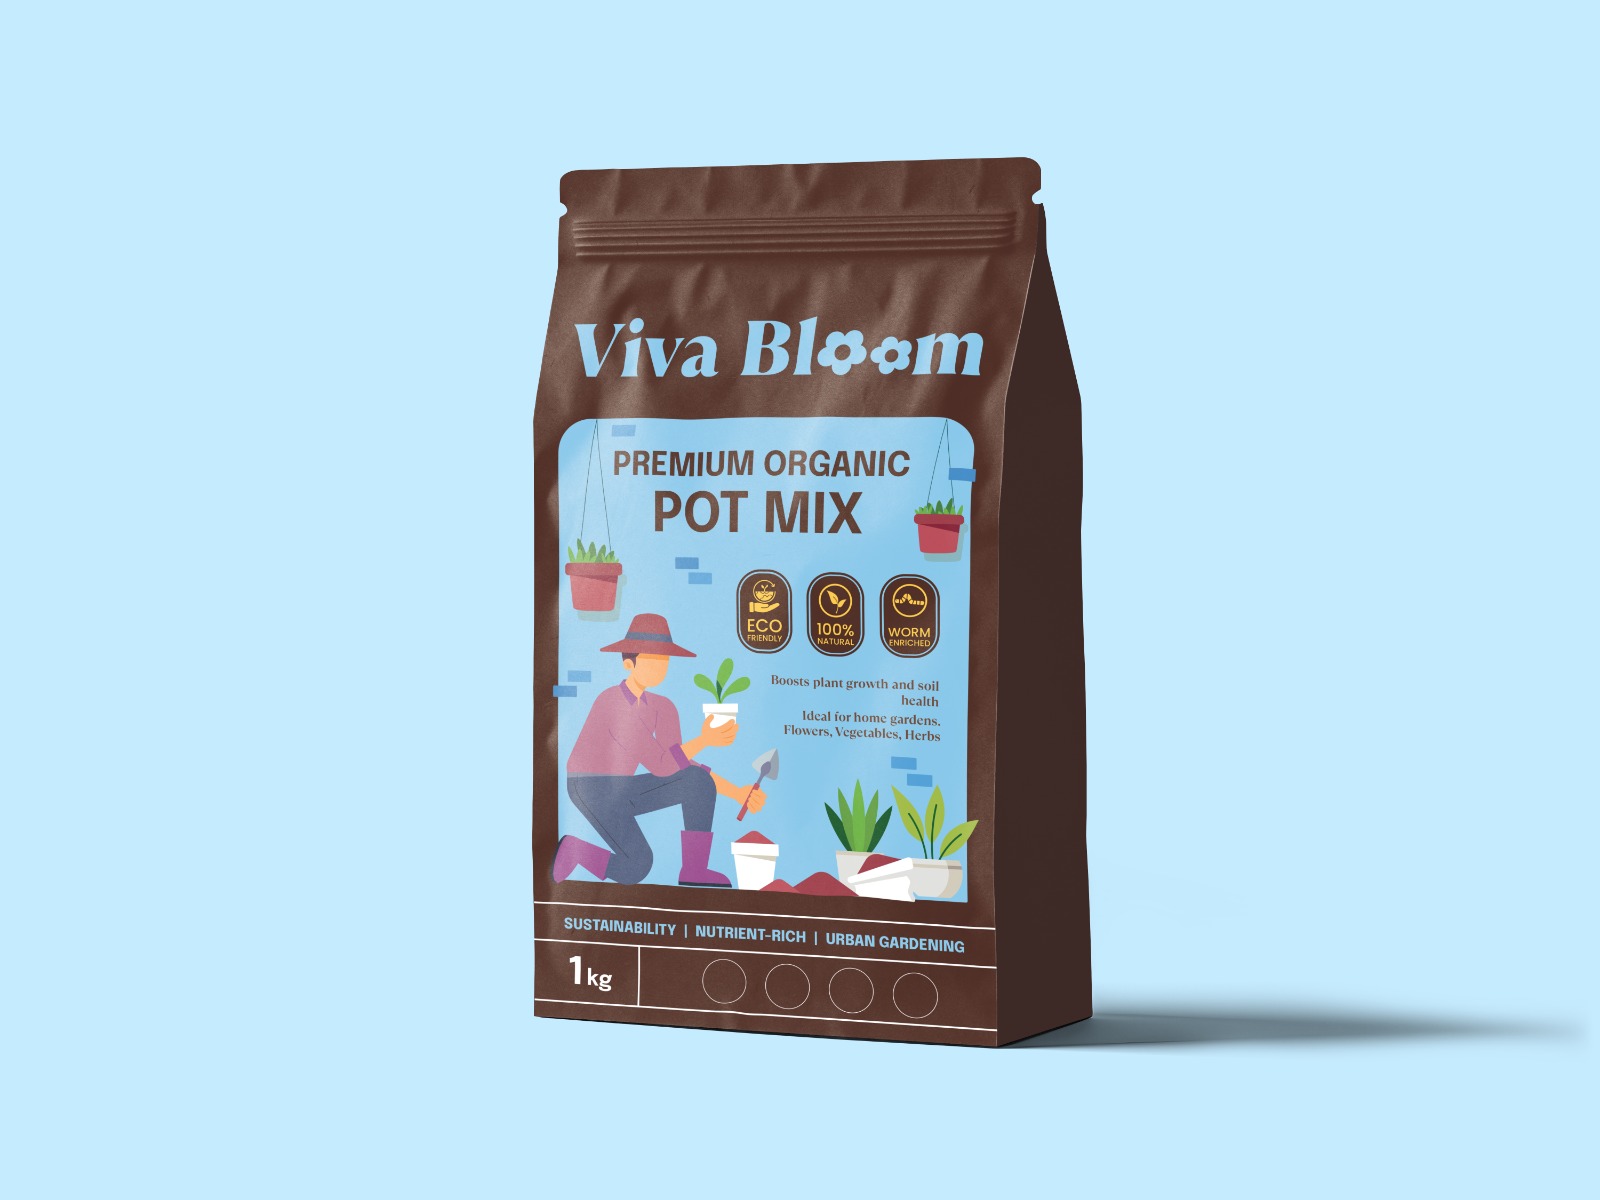 Viva Bloom
PREMIUM ORGANIC
POT MIX
ECO
FRIENDLY
100%
NATURAL
WORM
ENRICHED
Boosts plant growth and soil
health
Ideal for home gardens,
Flowers, Vegetables, Herbs
SUSTAINABILITY | NUTRIENT-RICH | URBAN GARDENING
1kg